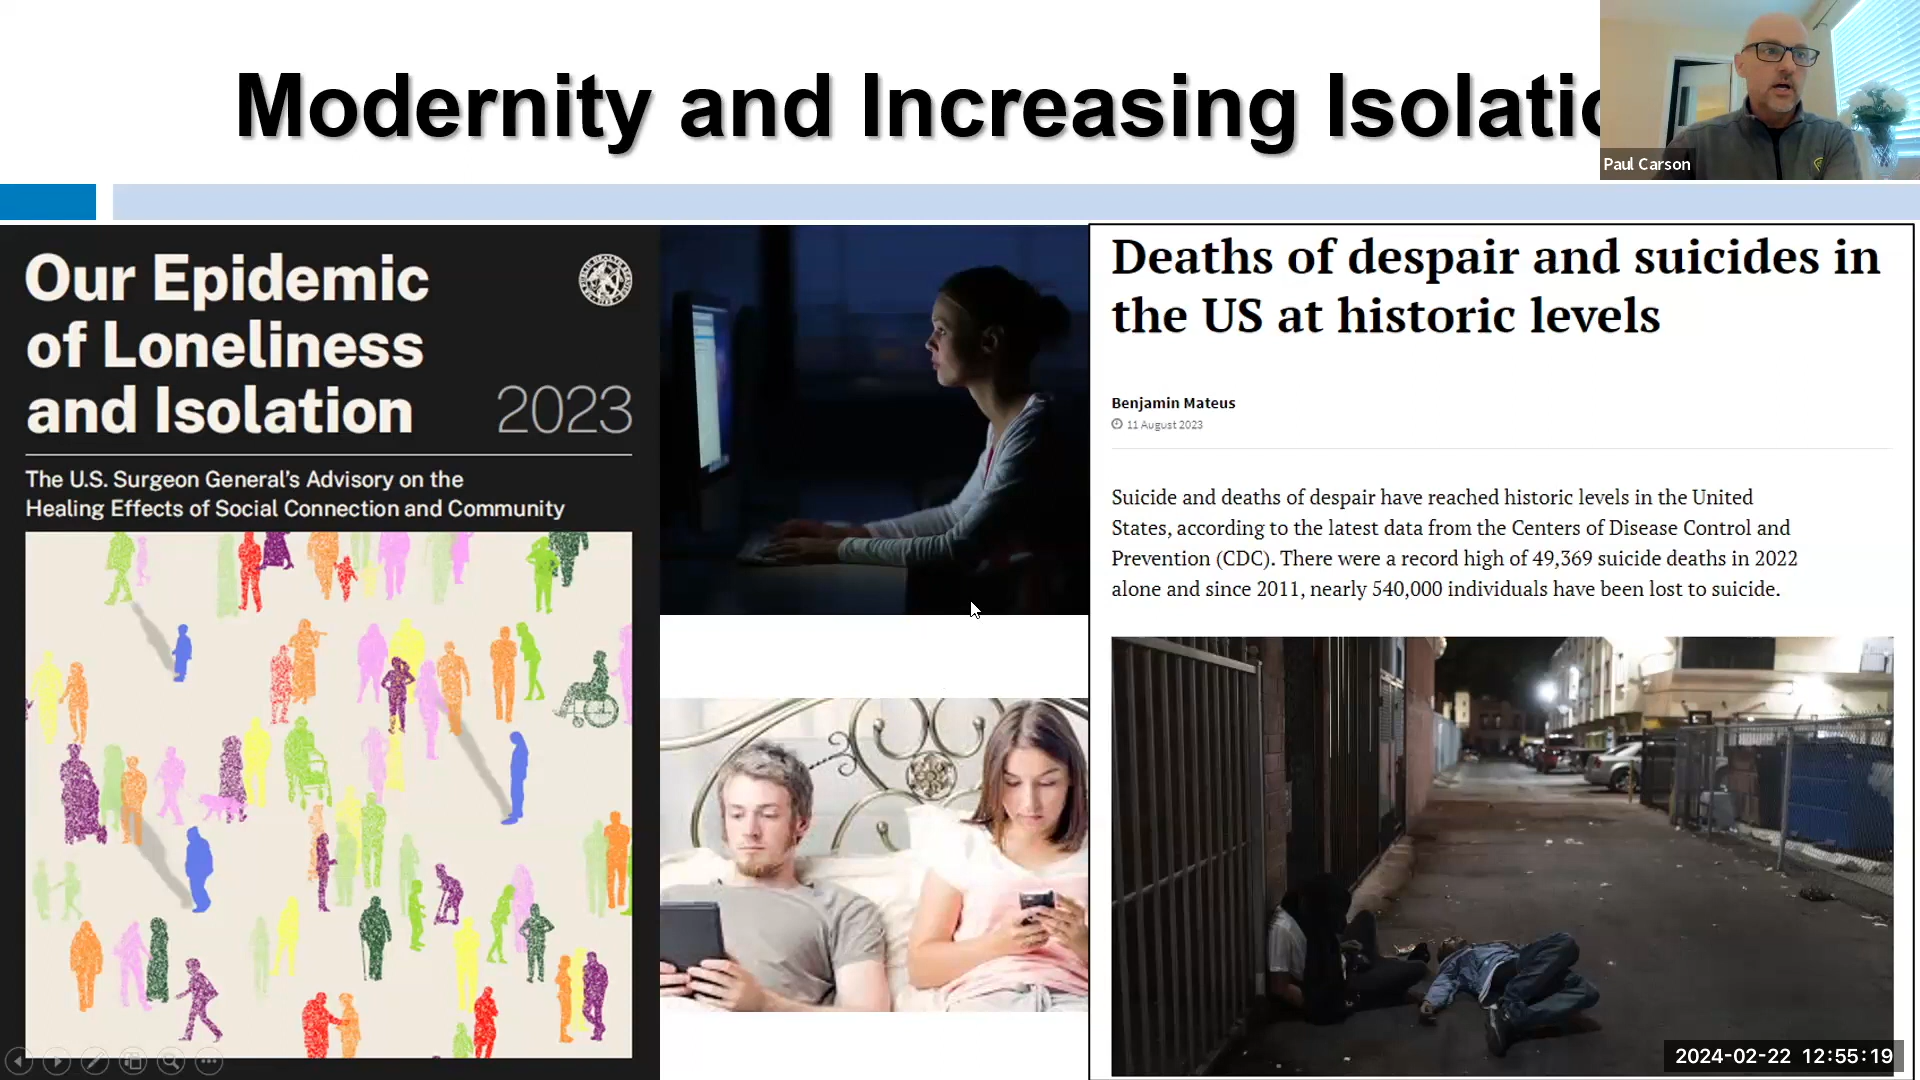 Modernity and Increasing Isolatio
Paul Carson
Our Epidemic
of Loneliness
and Isolation 2023
The U.S. Surgeon General’s Advisory on the
Healing Effects of Social Connection and Community
Deaths of despair and suicides in
the US at historic levels
Benjamin Mateus
11 August 2023
Suicide and deaths of despair have reached historic levels in the United
States, according to the latest data from the Centers of Disease Control and
Prevention (CDC). There were a record high of 49,369 suicide deaths in 2022
alone and since 2011, nearly 540,000 individuals have been lost to suicide.
2024-02-22 12:55:19